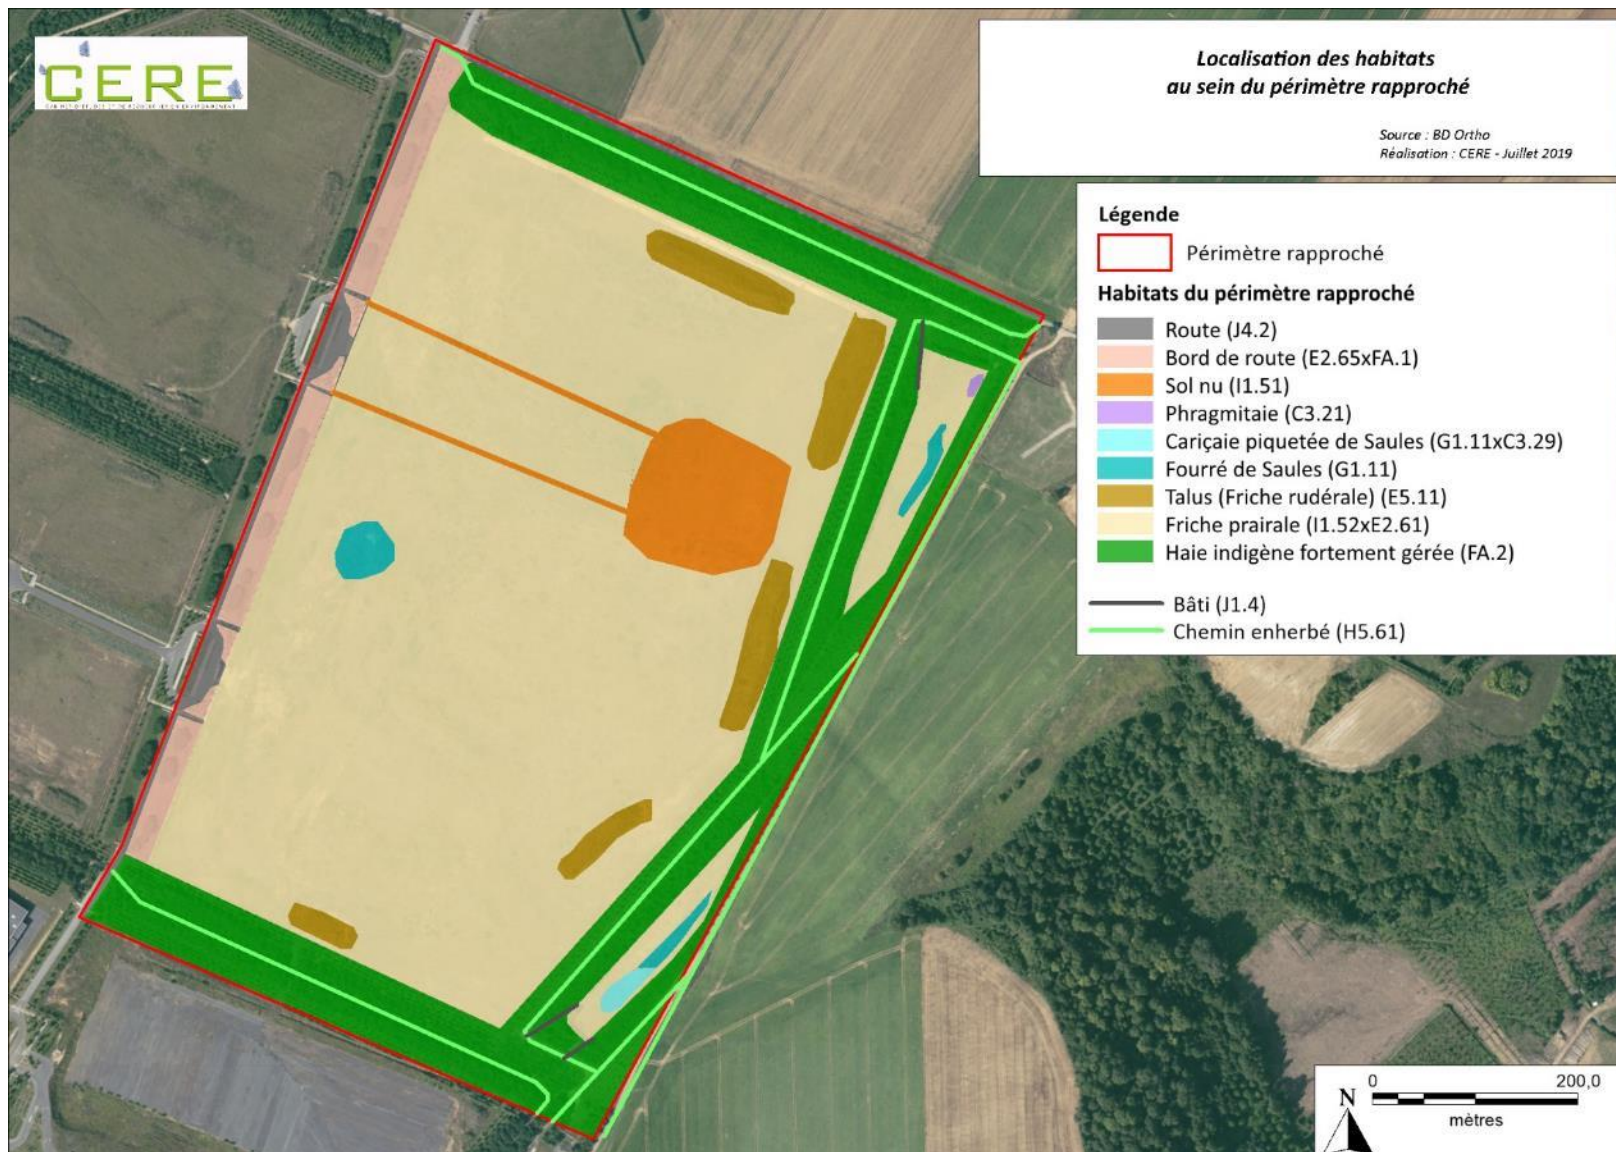 CERE
Localisation des habitats
au sein du périmètre rapproché
Source : BD Ortho
Réalisation : CERE - Juillet 2019
Légende
Périmètre rapproché
Habitats du périmètre rapproché
Route (J4.2)
Bord de route (E2.65xFA.1)
Sol nu (I1.51)
Phragmitaie (C3.21)
Cariçaie piquetée de Saules (G1.11xC3.29)
Fourré de Saules (G1.11)
Talus (Friche rudérale) (E5.11)
Friche prairale (I1.52xE2.61)
Haie indigène fortement gérée (FA.2)
Bâti (J1.4)
Chemin enherbé (H5.61)
N
0 200,0
mètres